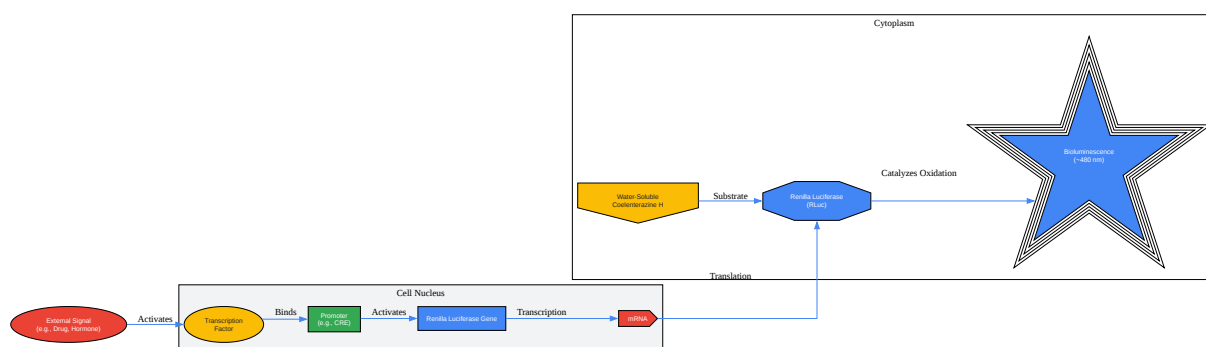 Cytoplasm
Bioluminescence
(~480 nm)
Catalyzes Oxidation
Water-Soluble
Coelenterazine H
Substrate
Renilla Luciferase
(RLuc)
Translation
Cell Nucleus
External Signal
(e.g., Drug, Hormone)
Activates
Transcription
Factor
Binds
Promoter
(e.g., CRE)
Activates
Renilla Luciferase Gene
Transcription
mRNA